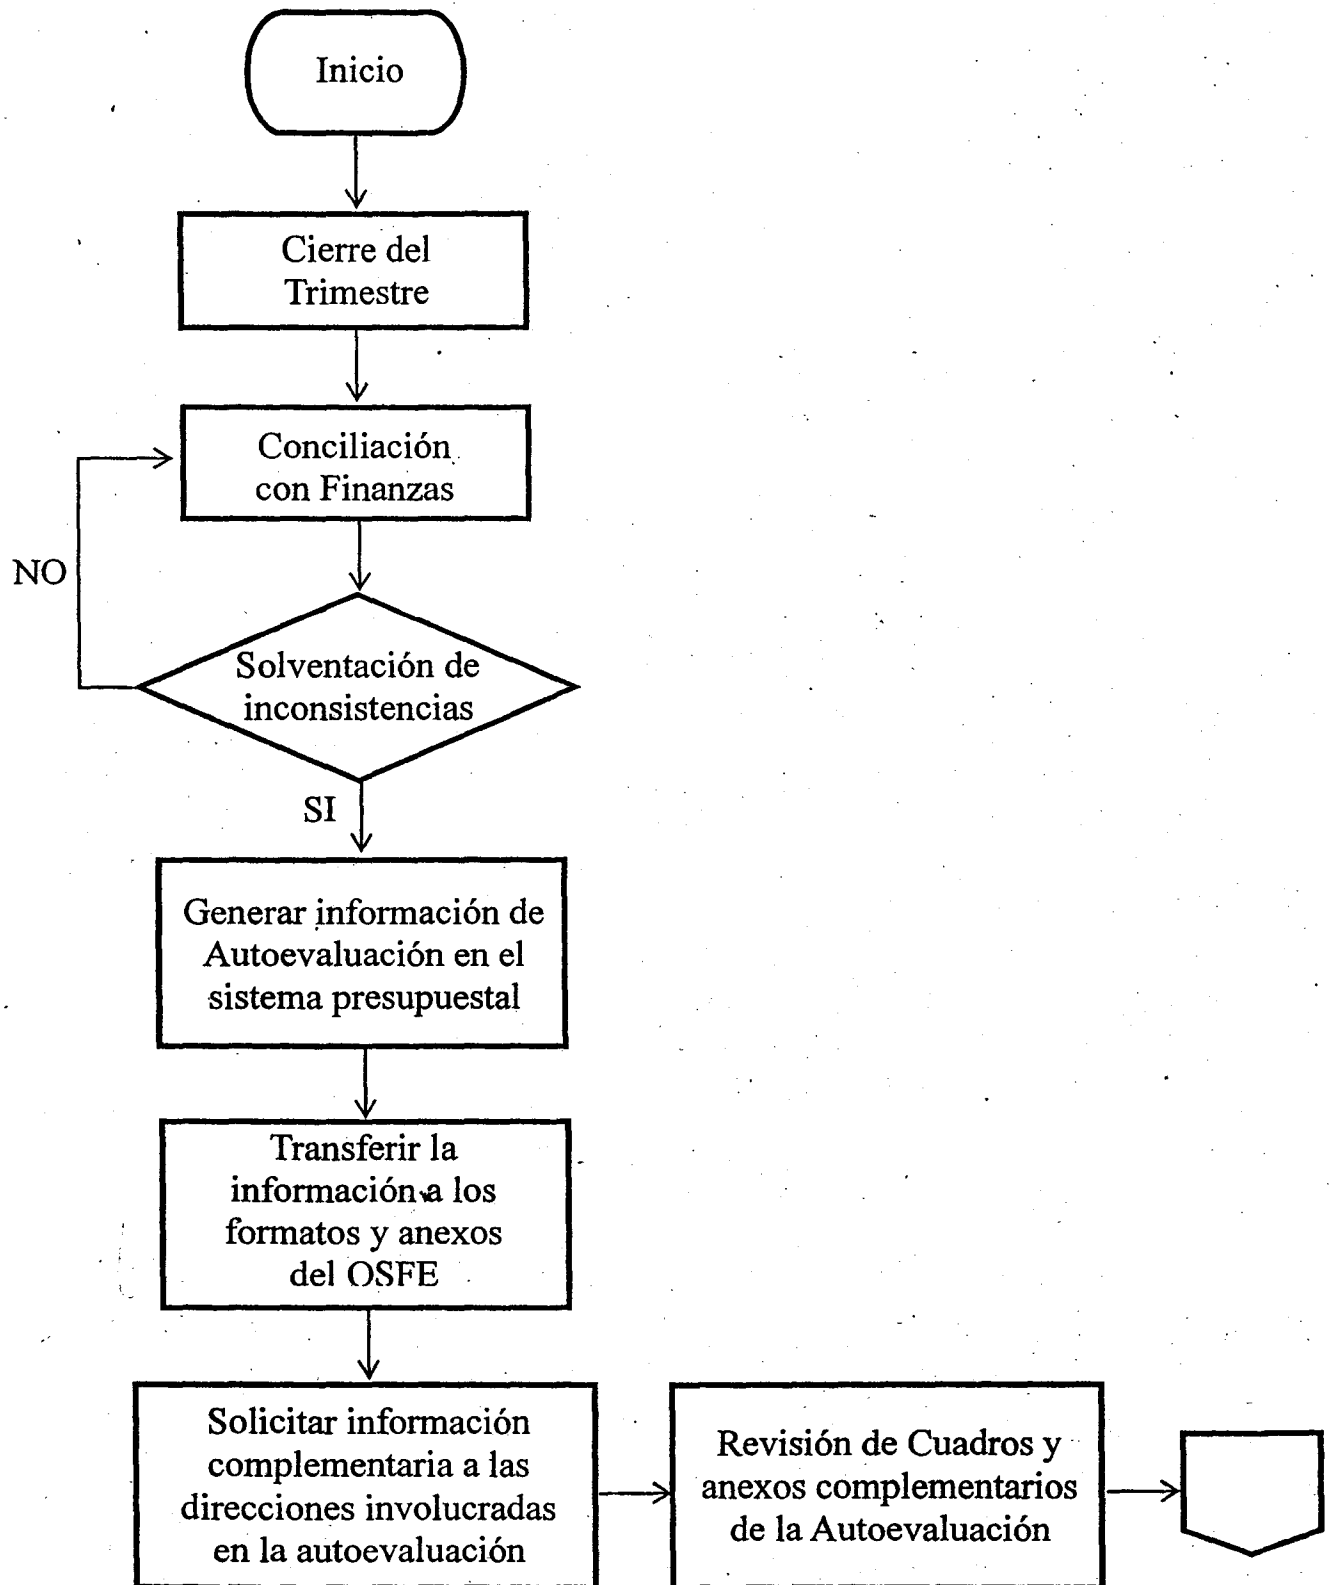 Inicio
Cierre del
Trimestre
Conciliación
con Finanzas
NO
Solventación de
inconsistencias
SI
Generar información de
Autoevaluación en el
sistema presupuestal
Transferir la
información a los
formatos y anexos
del OSFE
Solicitar información
complementaria a las
direcciones involucradas
en la autoevaluación
Revisión de Cuadros y
anexos complementarios
de la Autoevaluación